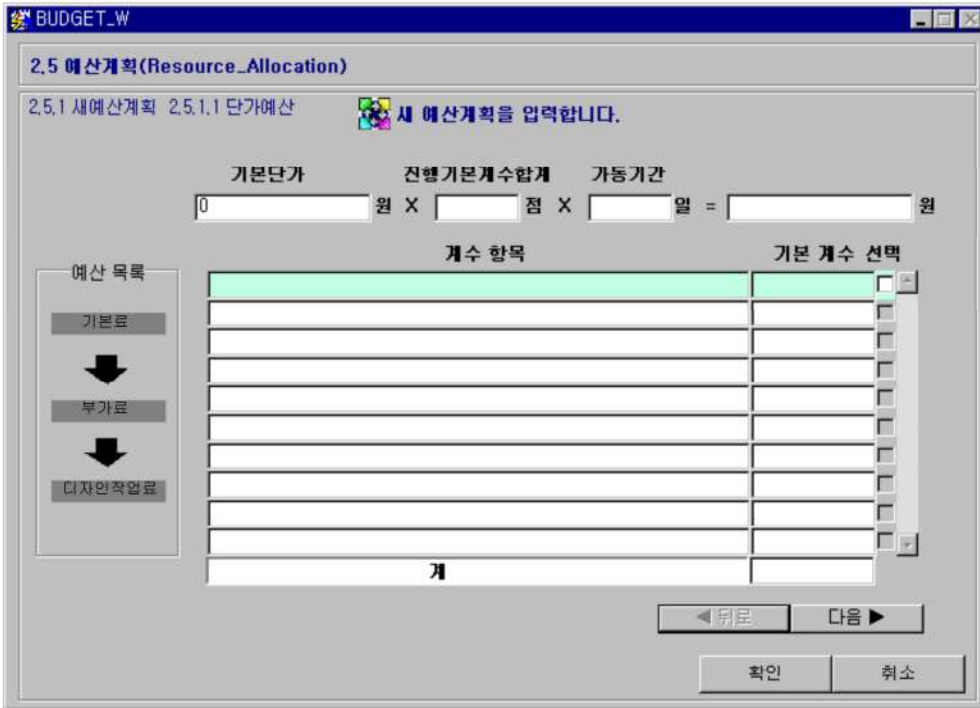 BUDGET_W
2.5 예산계획(Resource_Allocation)
2.5.1 새예산계획 2.5.1.1 단가예산
새 예산계획을 입력합니다.
기본단가 진행기본계수합계 가동기간
0 원 X 점 X 일 = 원
계수 항목 기본 계수 선택
예산 목록
기본료
부가료
디자인작업료
계
◀ 뒤로 다음 ▶
확인 취소